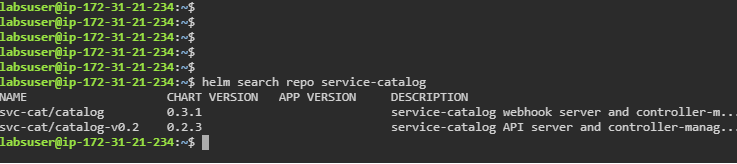 labsuser@ip-172-31-21-234:~$
labsuser@ip-172-31-21-234:~$
labsuser@ip-172-31-21-234:~$
labsuser@ip-172-31-21-234:~$
labsuser@ip-172-31-21-234:~$
labsuser@ip-172-31-21-234:~$ helm search repo service-catalog
NAME CHART VERSION APP VERSION DESCRIPTION
svc-cat/catalog 0.3.1 service-catalog webhook server and controller-m...
svc-cat/catalog-v0.2 0.2.3 service-catalog API server and controller-manag...
labsuser@ip-172-31-21-234:~$